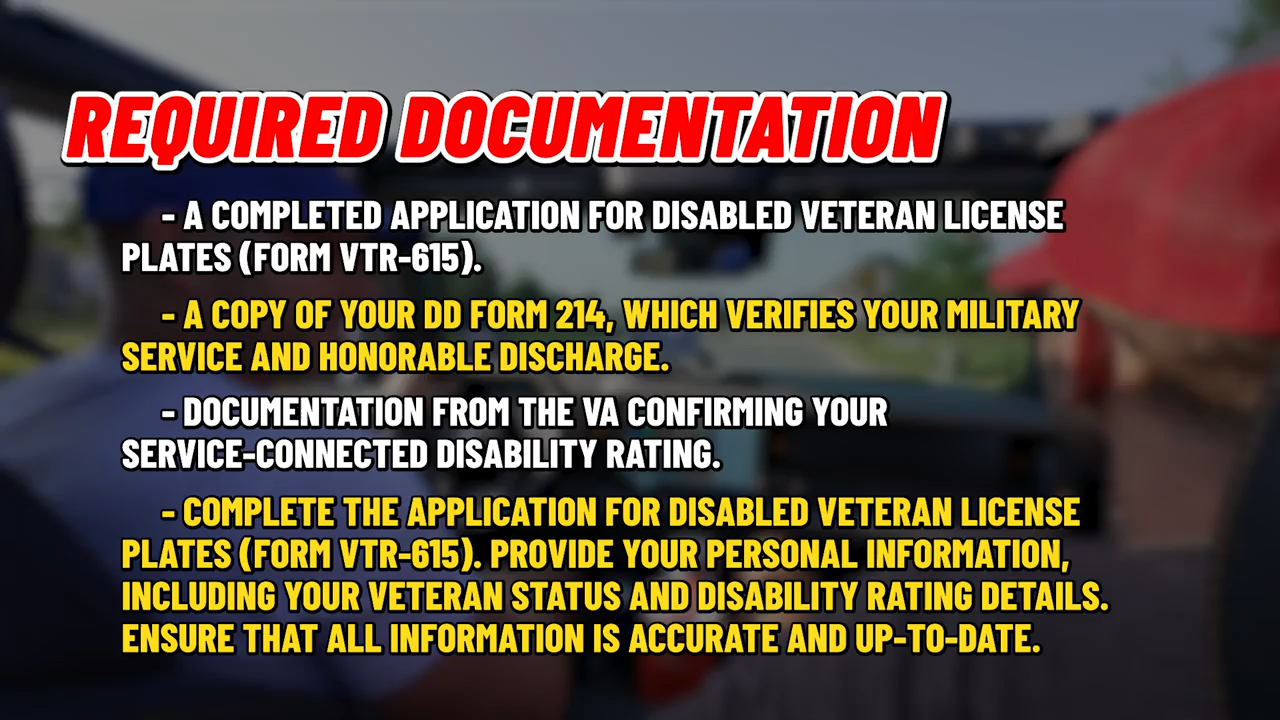 REQUIRED DOCUMENTATION
- A COMPLETED APPLICATION FOR DISABLED VETERAN LICENSE
PLATES (FORM VTR-615).
- A COPY OF YOUR DD FORM 214, WHICH VERIFIES YOUR MILITARY
SERVICE AND HONORABLE DISCHARGE.
- DOCUMENTATION FROM THE VA CONFIRMING YOUR
SERVICE-CONNECTED DISABILITY RATING.
- COMPLETE THE APPLICATION FOR DISABLED VETERAN LICENSE
PLATES (FORM VTR-615). PROVIDE YOUR PERSONAL INFORMATION,
INCLUDING YOUR VETERAN STATUS AND DISABILITY RATING DETAILS.
ENSURE THAT ALL INFORMATION IS ACCURATE AND UP-TO-DATE.